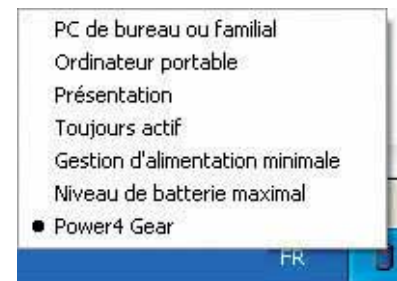 PC de bureau ou familial
Ordinateur portable
Présentation
Toujours actif
Gestion d'alimentation minimale
Niveau de batterie maximal
Power4 Gear
FR